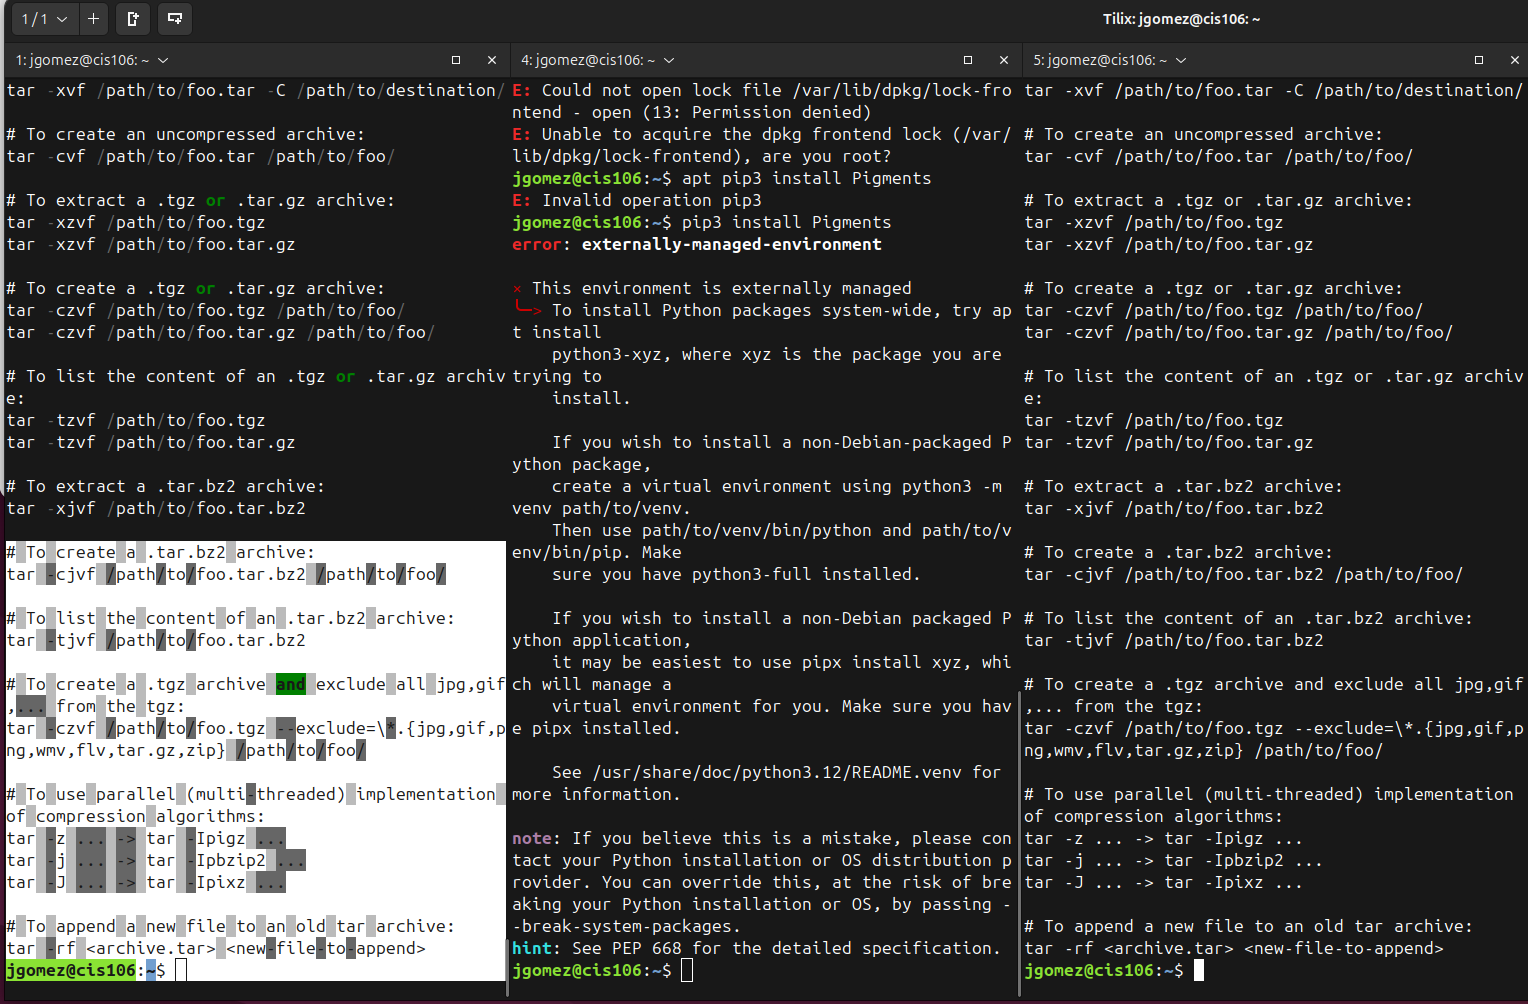 1 / 1
Tilix: jgomez@cis106: ~
1: jgomez@cis106: ~
tar -xvf /path/to/foo.tar -C /path/to/destination/

# To create an uncompressed archive:
tar -cvf /path/to/foo.tar /path/to/foo/

# To extract a .tgz or .tar.gz archive:
tar -xzvf /path/to/foo.tgz
tar -xzvf /path/to/foo.tar.gz

# To create a .tgz or .tar.gz archive:
tar -czvf /path/to/foo.tgz /path/to/foo/
tar -czvf /path/to/foo.tar.gz /path/to/foo/

# To list the content of an .tgz or .tar.gz archiv
e:
tar -tzvf /path/to/foo.tgz
tar -tzvf /path/to/foo.tar.gz

# To extract a .tar.bz2 archive:
tar -xjvf /path/to/foo.tar.bz2

# To create a .tar.bz2 archive:
tar -cjvf /path/to/foo.tar.bz2 /path/to/foo/

# To list the content of an .tar.bz2 archive:
tar -tjvf /path/to/foo.tar.bz2

# To create a .tgz archive and exclude all jpg,gif
,... from the tgz:
tar -czvf /path/to/foo.tgz --exclude=\*.{jpg,gif,p
ng,wmv,flv,tar.gz,zip} /path/to/foo/

# To use parallel (multi-threaded) implementation
of compression algorithms:
tar -z ... -> tar -Ipigz ...
tar -j ... -> tar -Ipbzip2 ...
tar -J ... -> tar -Ipixz ...

# To append a new file to an old tar archive:
tar -rf <archive.tar> <new-file-to-append>
jgomez@cis106:~$
4: jgomez@cis106: ~
E: Could not open lock file /var/lib/dpkg/lock-fro
ntend - open (13: Permission denied)
E: Unable to acquire the dpkg frontend lock (/var/
lib/dpkg/lock-frontend), are you root?
jgomez@cis106:~$ apt pip3 install Pigments
E: Invalid operation pip3
jgomez@cis106:~$ pip3 install Pigments
error: externally-managed-environment

× This environment is externally managed
╰─> To install Python packages system-wide, try ap
t install
    python3-xyz, where xyz is the package you are
trying to
    install.

    If you wish to install a non-Debian-packaged P
ython package,
    create a virtual environment using python3 -m
venv path/to/venv.
    Then use path/to/venv/bin/python and path/to/v
env/bin/pip. Make
    sure you have python3-full installed.

    If you wish to install a non-Debian packaged P
ython application,
    it may be easiest to use pipx install xyz, whi
ch will manage a
    virtual environment for you. Make sure you hav
e pipx installed.

    See /usr/share/doc/python3.12/README.venv for
more information.

note: If you believe this is a mistake, please con
tact your Python installation or OS distribution p
rovider. You can override this, at the risk of bre
aking your Python installation or OS, by passing -
-break-system-packages.
hint: See PEP 668 for the detailed specification.
jgomez@cis106:~$
5: jgomez@cis106: ~
tar -xvf /path/to/foo.tar -C /path/to/destination/

# To create an uncompressed archive:
tar -cvf /path/to/foo.tar /path/to/foo/

# To extract a .tgz or .tar.gz archive:
tar -xzvf /path/to/foo.tgz
tar -xzvf /path/to/foo.tar.gz

# To create a .tgz or .tar.gz archive:
tar -czvf /path/to/foo.tgz /path/to/foo/
tar -czvf /path/to/foo.tar.gz /path/to/foo/

# To list the content of an .tgz or .tar.gz archiv
e:
tar -tzvf /path/to/foo.tgz
tar -tzvf /path/to/foo.tar.gz

# To extract a .tar.bz2 archive:
tar -xjvf /path/to/foo.tar.bz2

# To create a .tar.bz2 archive:
tar -cjvf /path/to/foo.tar.bz2 /path/to/foo/

# To list the content of an .tar.bz2 archive:
tar -tjvf /path/to/foo.tar.bz2

# To create a .tgz archive and exclude all jpg,gif
,... from the tgz:
tar -czvf /path/to/foo.tgz --exclude=\*.{jpg,gif,p
ng,wmv,flv,tar.gz,zip} /path/to/foo/

# To use parallel (multi-threaded) implementation
of compression algorithms:
tar -z ... -> tar -Ipigz ...
tar -j ... -> tar -Ipbzip2 ...
tar -J ... -> tar -Ipixz ...

# To append a new file to an old tar archive:
tar -rf <archive.tar> <new-file-to-append>
jgomez@cis106:~$